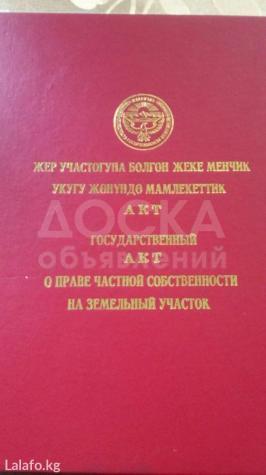 ЖЕР УЧАСТОГУНА БОЛГОН ЖЕКЕ МЕНЧИК
УКУГУ ЖӨНҮНДӨ МАМЛЕКЕТТИК
АКТ
ДОСКА
объявлений
ГОСУДАРСТВЕННЫЙ
АКТ
О ПРАВЕ ЧАСТНОЙ СОБСТВЕННОСТИ
НА ЗЕМЕЛЬНЫЙ УЧАСТОК
Lalafo.kg